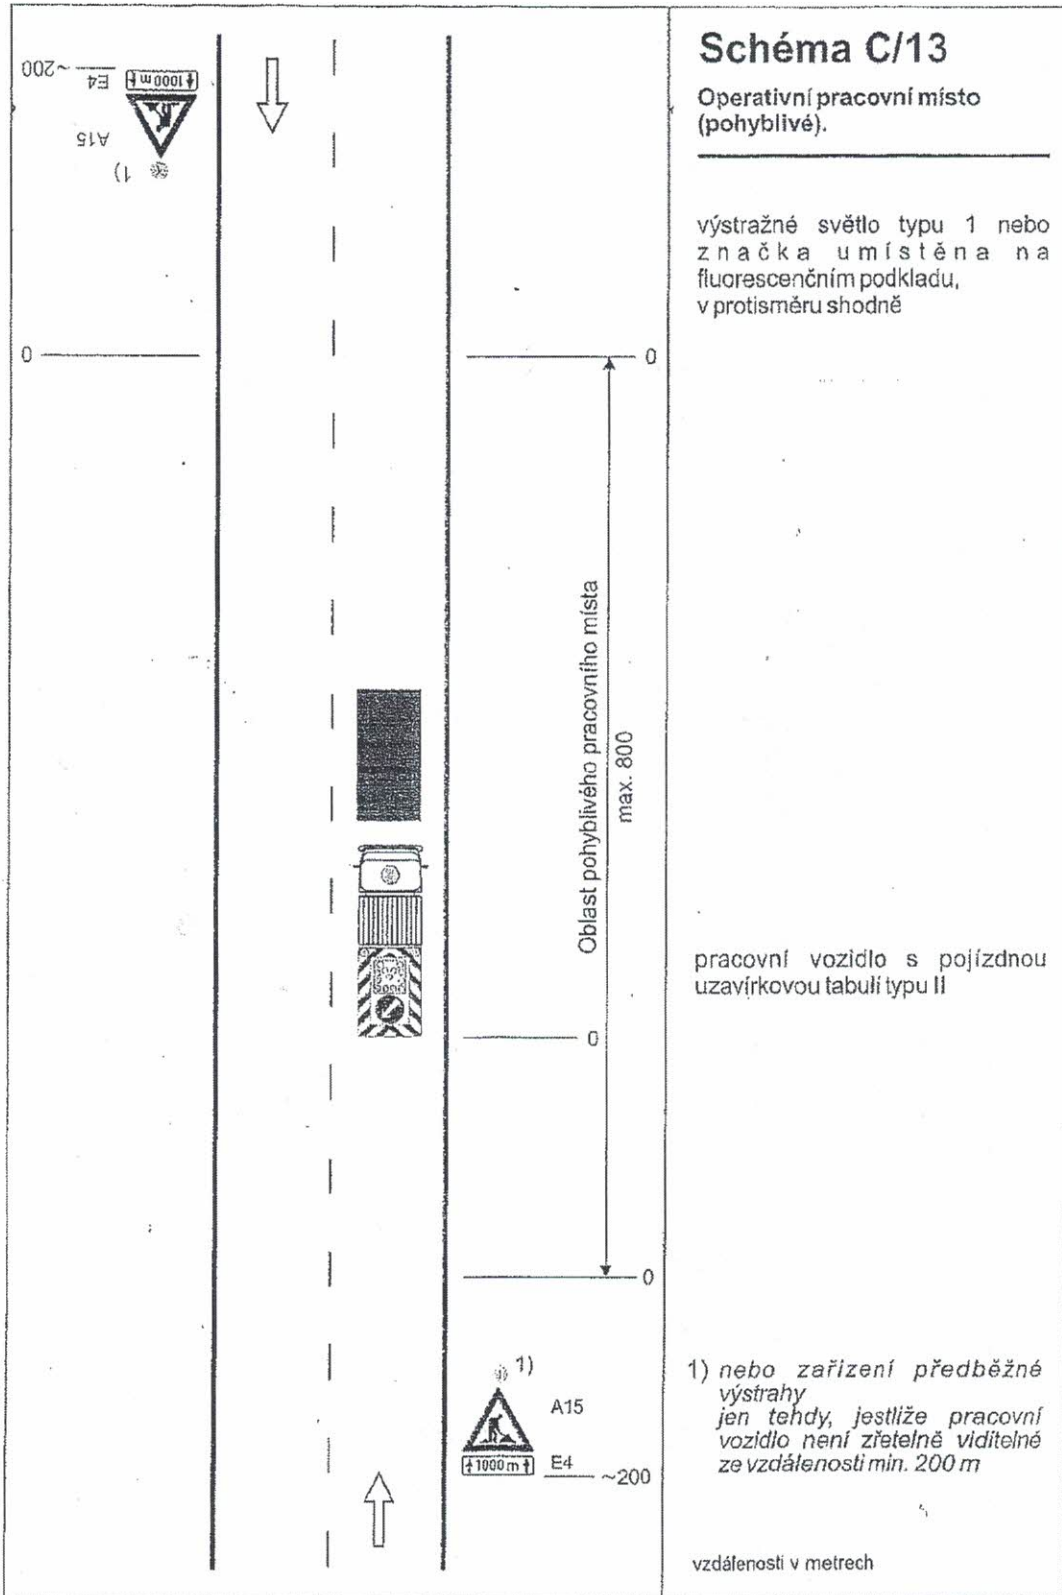 Schéma C/13
Operativní pracovní místo
(pohyblivé).
výstražné světlo typu 1 nebo
značka umístěna na
fluorescenčním podkladu,
v protisměru shodně
~200
E4
1000 m
A15
1)
0
0
Oblast pohyblivého pracovního místa
max. 800
pracovní vozidlo s pojízdnou
uzavírkovou tabulí typu II
0
0
1)
A15
1000 m
E4
~200
1) nebo zařízení předběžné
výstrahy
jen tehdy, jestliže pracovní
vozidlo není zřetelně viditelné
ze vzdálenosti min. 200 m
vzdálenosti v metrech